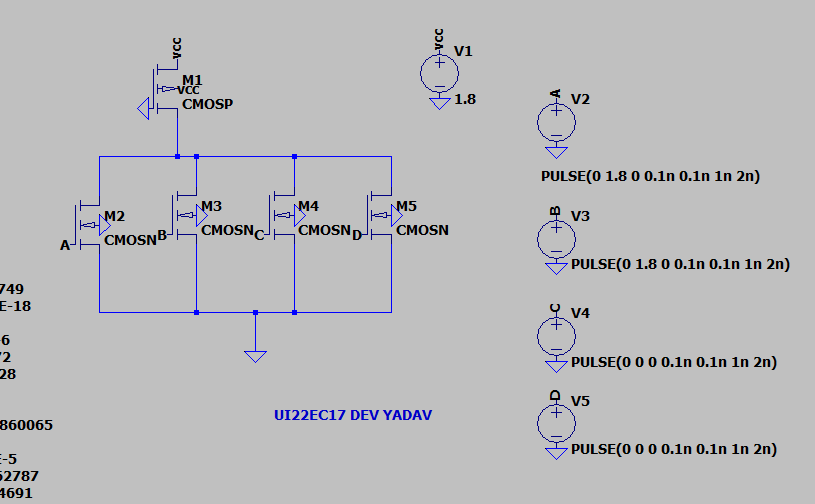 vcc
M1
vcc
CMOSP
vcc
V1
1.8
A
V2
PULSE(0 1.8 0 0.1n 0.1n 1n 2n)
M2
CMOSN
A
M3
CMOSN
B
M4
CMOSN
C
M5
CMOSN
D
B
V3
PULSE(0 1.8 0 0.1n 0.1n 1n 2n)
C
V4
PULSE(0 0 0 0.1n 0.1n 1n 2n)
D
V5
PULSE(0 0 0 0.1n 0.1n 1n 2n)
749
E-18
-6
72
28
860065
E-5
52787
4691
UI22EC17 DEV YADAV